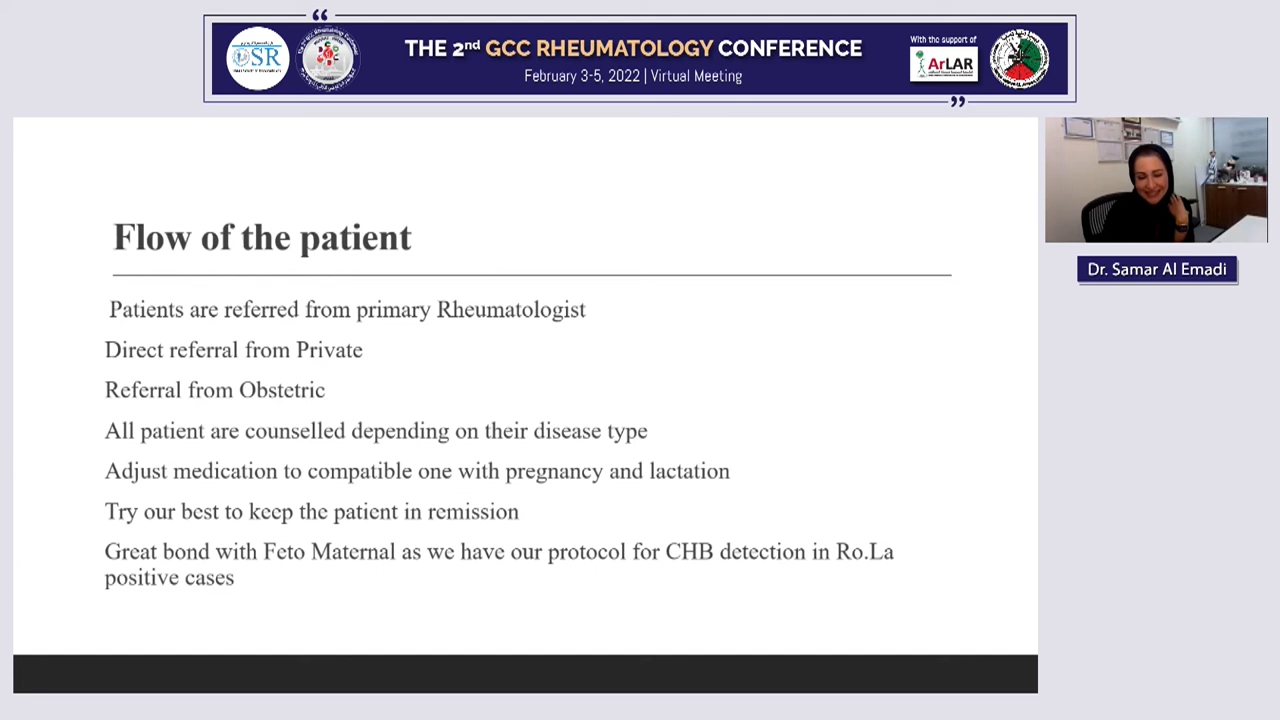 “
THE 2nd GCC RHEUMATOLOGY CONFERENCE
February 3-5, 2022 | Virtual Meeting
OSR
With the support of
ArLAR
”
Dr. Samar Al Emadi
Flow of the patient
Patients are referred from primary Rheumatologist
Direct referral from Private
Referral from Obstetric
All patient are counselled depending on their disease type
Adjust medication to compatible one with pregnancy and lactation
Try our best to keep the patient in remission
Great bond with Feto Maternal as we have our protocol for CHB detection in Ro.La
positive cases